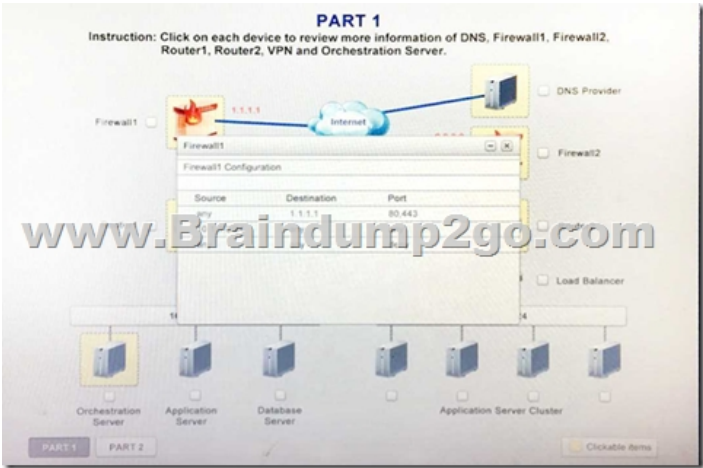 PART 1
Instruction: Click on each device to review more information of DNS, Firewall1, Firewall2,
Router1, Router2, VPN and Orchestration Server.
DNS Provider
1.1.1.1
Firewall1
Internet
Firewall1
Firewall2
Firewall1 Configuration
Source Destination Port
any 1.1.1.1 80,443
www.Braindump2go.com
Load Balancer
Orchestration
Server
Application
Server
Database
Server
Application Server Cluster
PART 1
PART 2
Clickable items